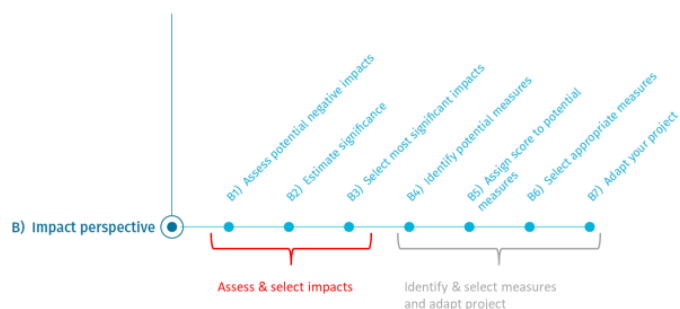 B1) Assess potential negative impacts
B2) Estimate significance
B3) Select most significant impacts
B4) Identify potential measures
B5) Assign score to potential
measures
B6) Select appropriate measures
B7) Adapt your project
B) Impact perspective
Assess & select impacts
Identify & select measures
and adapt project